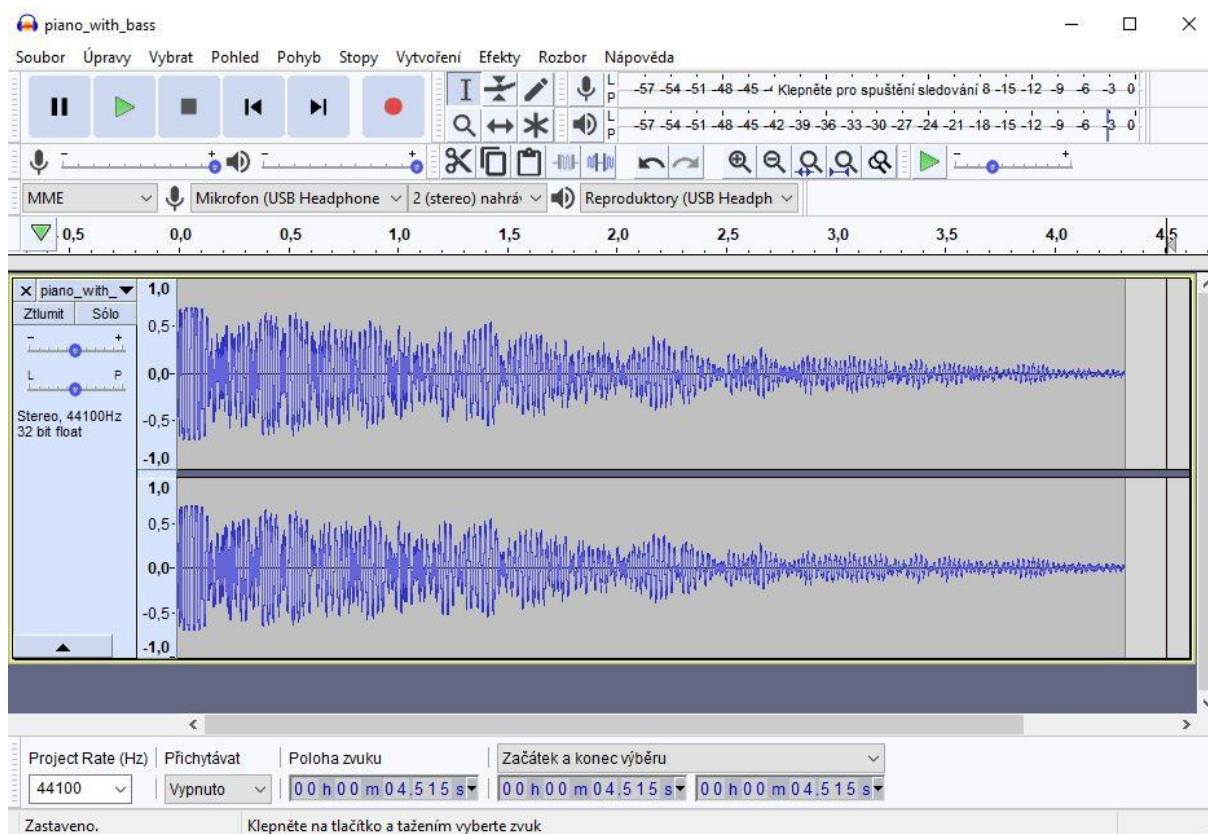 piano_with_bass
Soubor Úpravy Vybrat Pohled Pohyb Stopy Vytvoření Efekty Rozbor Nápověda
L -57 -54 -51 -48 -45 Klepněte pro spuštění sledování 8 -15 -12 -9 -6 -3 0
P
L -57 -54 -51 -48 -45 -42 -39 -36 -33 -30 -27 -24 -21 -18 -15 -12 -9 -6 -3 0
P
- + - + - +
MME Mikrofon (USB Headphone 2 (stereo) nahráv Reproduktory (USB Headph
0,5 0,0 0,5 1,0 1,5 2,0 2,5 3,0 3,5 4,0 4,5
X piano_with_ 1,0
Ztlumit Sólo 0,5
- + 0,0
L P
Stereo, 44100Hz -0,5
32 bit float
-1,0
1,0
0,5
0,0
-0,5
-1,0
Project Rate (Hz) Přichytávat Poloha zvuku Začátek a konec výběru
44100 Vypnuto 00 h 00 m 04.515 s 00 h 00 m 04.515 s 00 h 00 m 04.515 s
Zastaveno. Klepněte na tlačítko a tažením vyberte zvuk